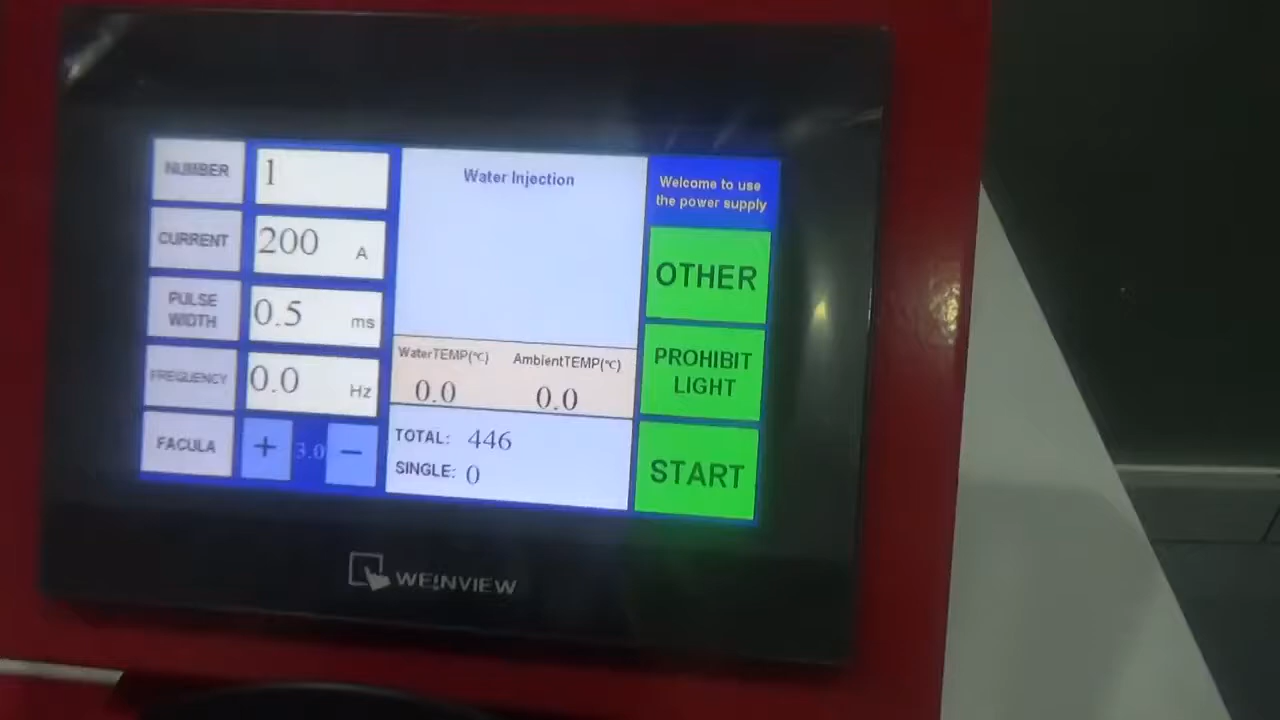 NUMBER 1
CURRENT 200 A
PULSE
WIDTH 0.5 ms
FREQUENCY 0.0 Hz
FACULA + 3.0 −
Water Injection
WaterTEMP(℃) AmbientTEMP(℃)
0.0 0.0
TOTAL: 446
SINGLE: 0
Welcome to use
the power supply
OTHER
PROHIBIT
LIGHT
START
WEINVIEW